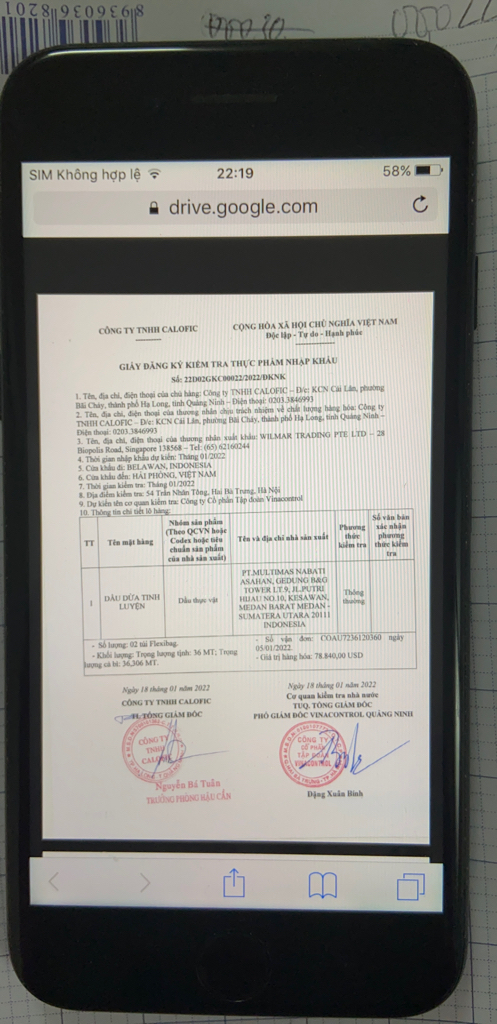 8936036 8201
00020
00022
SIM Không hợp lệ
22:19
58%
drive.google.com
CÔNG TY TNHH CALOFIC
CỘNG HÒA XÃ HỘI CHỦ NGHĨA VIỆT NAM
Độc lập - Tự do - Hạnh phúc
GIẤY ĐĂNG KÝ KIỂM TRA THỰC PHẨM NHẬP KHẨU
Số: 22D02GKC00022/2022/ĐKNK
1. Tên, địa chỉ, điện thoại của chủ hàng: Công ty TNHH CALOFIC – Đ/c: KCN Cái Lân, phường
Bãi Cháy, thành phố Hạ Long, tỉnh Quảng Ninh – Điện thoại: 0203.3846993
2. Tên, địa chỉ, điện thoại của thương nhân chịu trách nhiệm về chất lượng hàng hóa: Công ty
TNHH CALOFIC – Đ/c: KCN Cái Lân, phường Bãi Cháy, thành phố Hạ Long, tỉnh Quảng Ninh –
Điện thoại: 0203.3846993
3. Tên, địa chỉ, điện thoại của thương nhân xuất khẩu: WILMAR TRADING PTE LTD – 28
Biopolis Road, Singapore 138568 – Tel: (65) 62160244
4. Thời gian nhập khẩu dự kiến: Tháng 01/2022
5. Cửa khẩu đi: BELAWAN, INDONESIA
6. Cửa khẩu đến: HẢI PHÒNG, VIỆT NAM
7. Thời gian kiểm tra: Tháng 01/2022
8. Địa điểm kiểm tra: 54 Trần Nhân Tông, Hai Bà Trưng, Hà Nội
9. Dự kiến tên cơ quan kiểm tra: Công ty Cổ phần Tập đoàn Vinacontrol
10. Thông tin chi tiết lô hàng:
TT
Tên mặt hàng
Nhóm sản phẩm
(Theo QCVN hoặc
Codex hoặc tiêu
chuẩn sản phẩm
của nhà sản xuất)
Tên và địa chỉ nhà sản xuất
Phương
thức
kiểm tra
Số văn bản
xác nhận
phương
thức kiểm
tra
1
DẦU DỪA TINH
LUYỆN
Dầu thực vật
PT.MULTIMAS NABATI
ASAHAN, GEDUNG B&G
TOWER LT.9, JL.PUTRI
HIJAU NO.10, KESAWAN,
MEDAN BARAT MEDAN -
SUMATERA UTARA 20111
INDONESIA
Thông
thường
- Số lượng: 02 túi Flexibag.
- Khối lượng: Trọng lượng tịnh: 36 MT; Trọng
lượng cả bì: 36,306 MT.
- Số vận đơn: COAU7236120360 ngày
05/01/2022.
- Giá trị hàng hóa: 78.840,00 USD
Ngày 18 tháng 01 năm 2022
CÔNG TY TNHH CALOFIC
TL TỔNG GIÁM ĐỐC
CÔNG TY
TNHH
CALOFIC
Nguyễn Bá Tuân
TRƯỞNG PHÒNG HẬU CẦN
Ngày 18 tháng 01 năm 2022
Cơ quan kiểm tra nhà nước
TUQ. TỔNG GIÁM ĐỐC
PHÓ GIÁM ĐỐC VINACONTROL QUẢNG NINH
CÔNG TY
CỔ PHẦN
TẬP ĐOÀN
VINACONTROL
Đặng Xuân Hinh